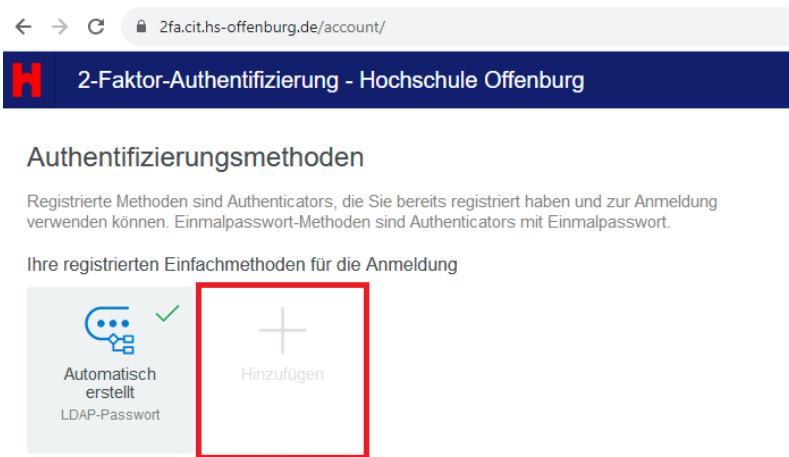 2fa.cit.hs-offenburg.de/account/
H 2-Faktor-Authentifizierung - Hochschule Offenburg
Authentifizierungsmethoden
Registrierte Methoden sind Authenticators, die Sie bereits registriert haben und zur Anmeldung
verwenden können. Einmalpasswort-Methoden sind Authenticators mit Einmalpasswort.
Ihre registrierten Einfachmethoden für die Anmeldung
Automatisch
erstellt
LDAP-Passwort
Hinzufügen